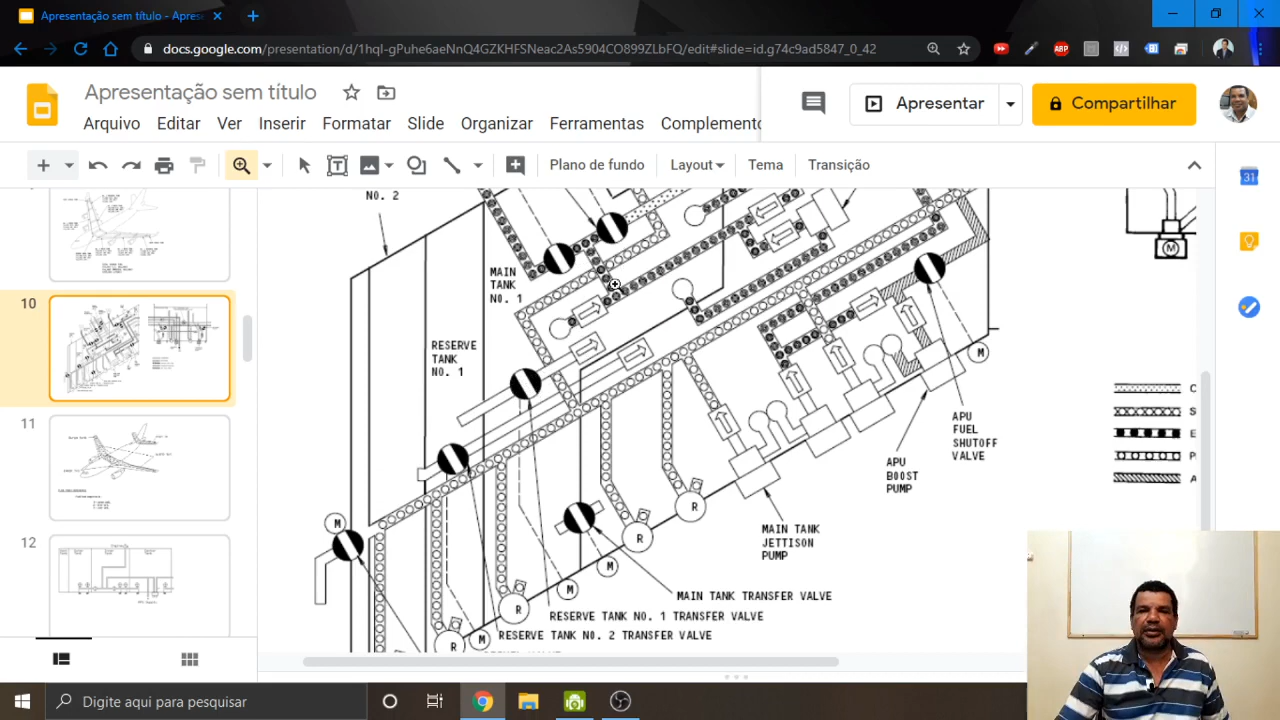 Apresentação sem título - Apres
docs.google.com/presentation/d/1hqI-gPuhe6aeNnQ4GZKHFSNeac2As5904CO899ZLbFQ/edit#slide=id.g74c9ad5847_0_42
ABP
Apresentação sem título
Apresentar
Compartilhar
Arquivo Editar Ver Inserir Formatar Slide Organizar Ferramentas Complemento
Plano de fundo Layout Tema Transição
31
NO. 2
MAIN
TANK
NO. 1
RESERVE
TANK
NO. 1
M
M
APU
FUEL
SHUTOFF
VALVE
APU
BOOST
PUMP
MAIN TANK
JETTISON
PUMP
R
R
M
M
MAIN TANK TRANSFER VALVE
M
R
RESERVE TANK NO. 1 TRANSFER VALVE
R
M
RESERVE TANK NO. 2 TRANSFER VALVE
C
S
E
P
A
10
11
12
Digite aqui para pesquisar